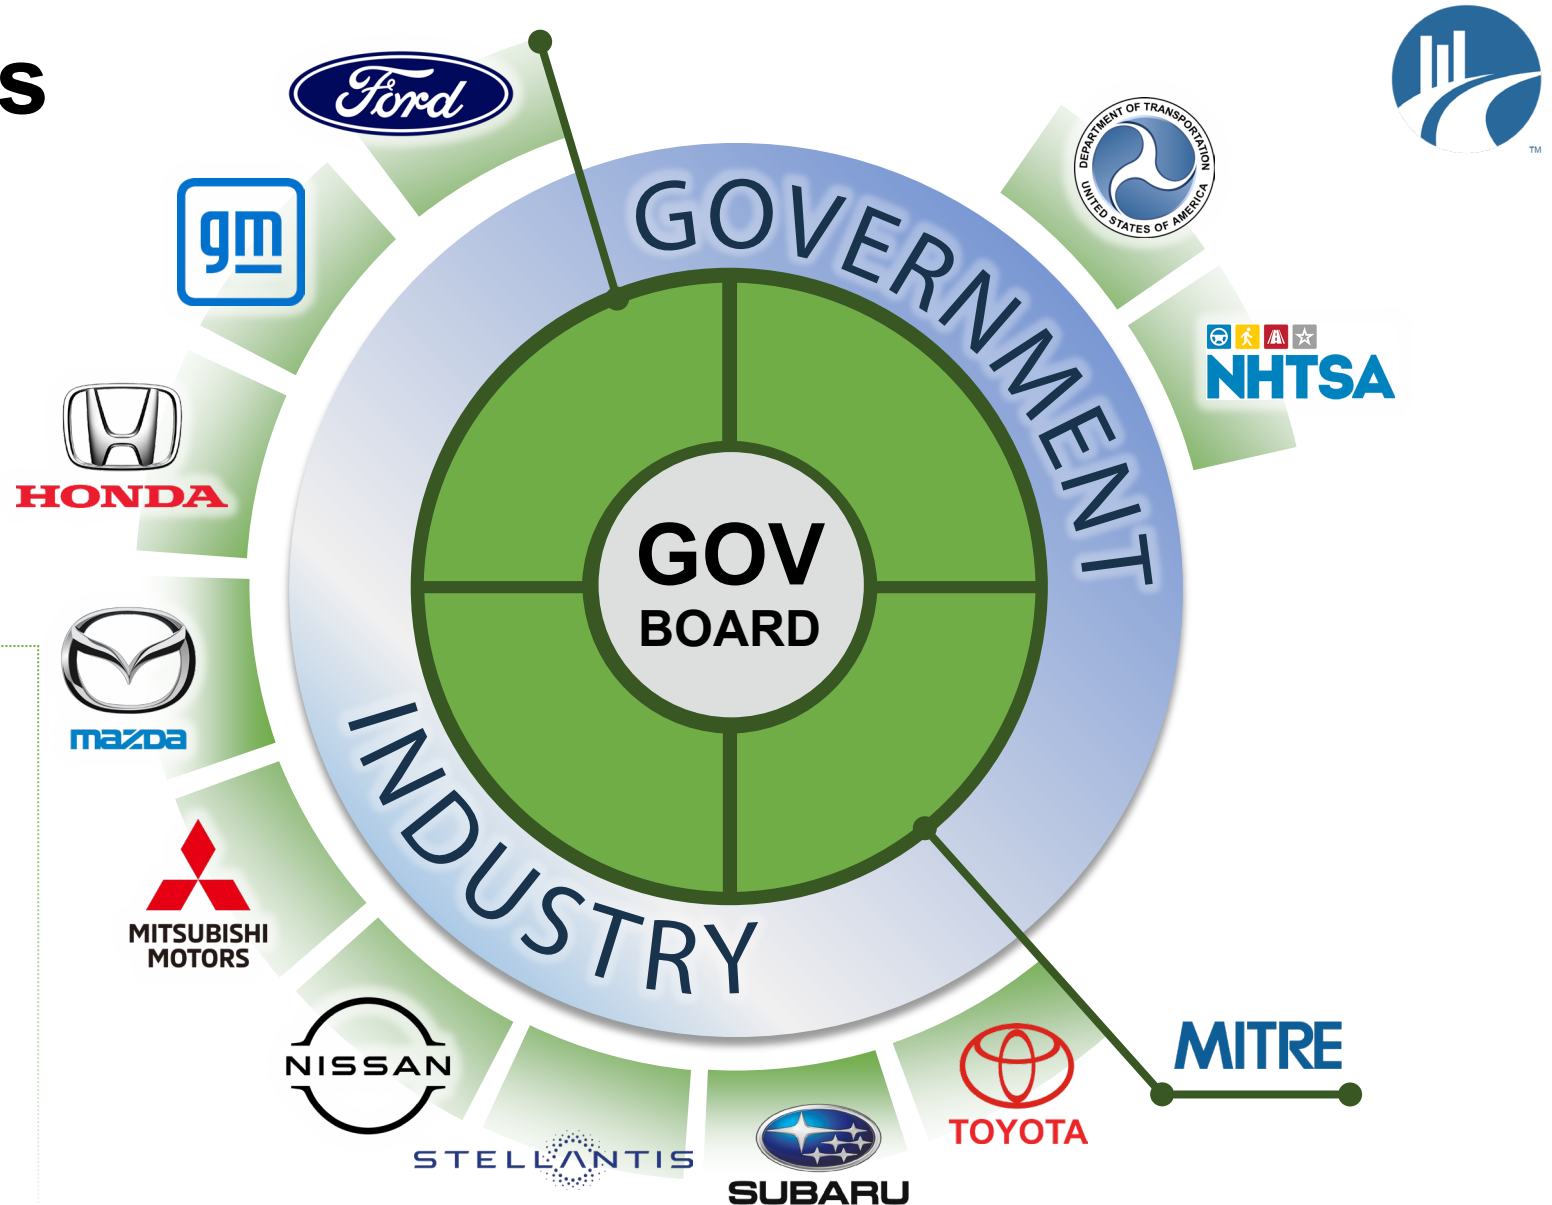 s
Ford
gm
HONDA
mazda
MITSUBISHI
MOTORS
NISSAN
STELLANTIS
SUBARU
TOYOTA
MITRE
DEPARTMENT OF TRANSPORTATION
UNITED STATES OF AMERICA
NHTSA
TM
GOVERNMENT
INDUSTRY
GOV
BOARD